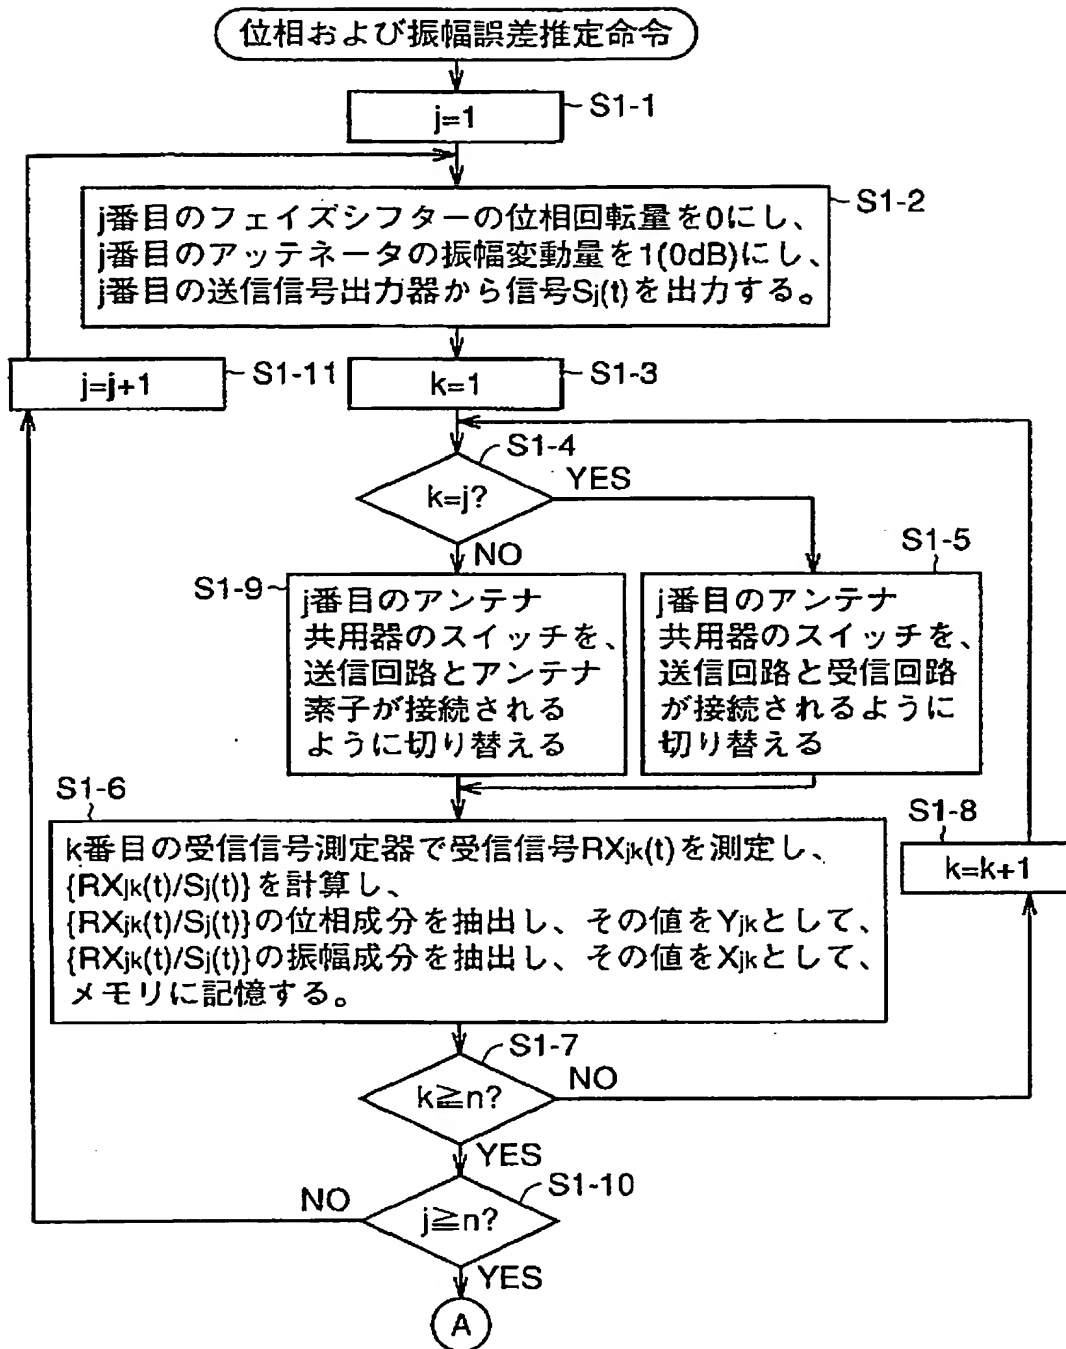 位相および振幅誤差推定命令
j=1
S1-1
j番目のフェイズシフターの位相回転量を0にし、
j番目のアッテネータの振幅変動量を1(0dB)にし、
j番目の送信信号出力器から信号Sj(t)を出力する。
S1-2
j=j+1
S1-11
k=1
S1-3
S1-4
k=j?
YES
NO
S1-9
j番目のアンテナ
共用器のスイッチを、
送信回路とアンテナ
素子が接続される
ように切り替える
S1-5
j番目のアンテナ
共用器のスイッチを、
送信回路と受信回路
が接続されるように
切り替える
S1-6
k番目の受信信号測定器で受信信号RXjk(t)を測定し、
{RXjk(t)/Sj(t)}を計算し、
{RXjk(t)/Sj(t)}の位相成分を抽出し、その値をYjkとして、
{RXjk(t)/Sj(t)}の振幅成分を抽出し、その値をXjkとして、
メモリに記憶する。
S1-8
k=k+1
S1-7
k≧n?
NO
YES
S1-10
j≧n?
NO
YES
A